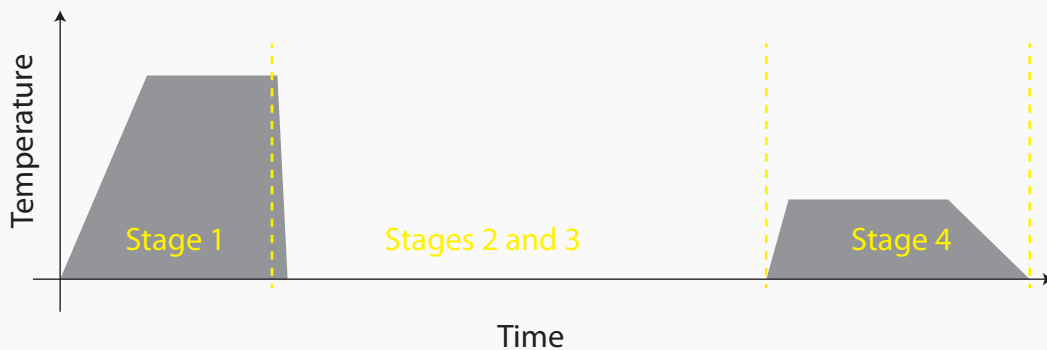 Temperature
Stage 1
Stages 2 and 3
Stage 4
Time